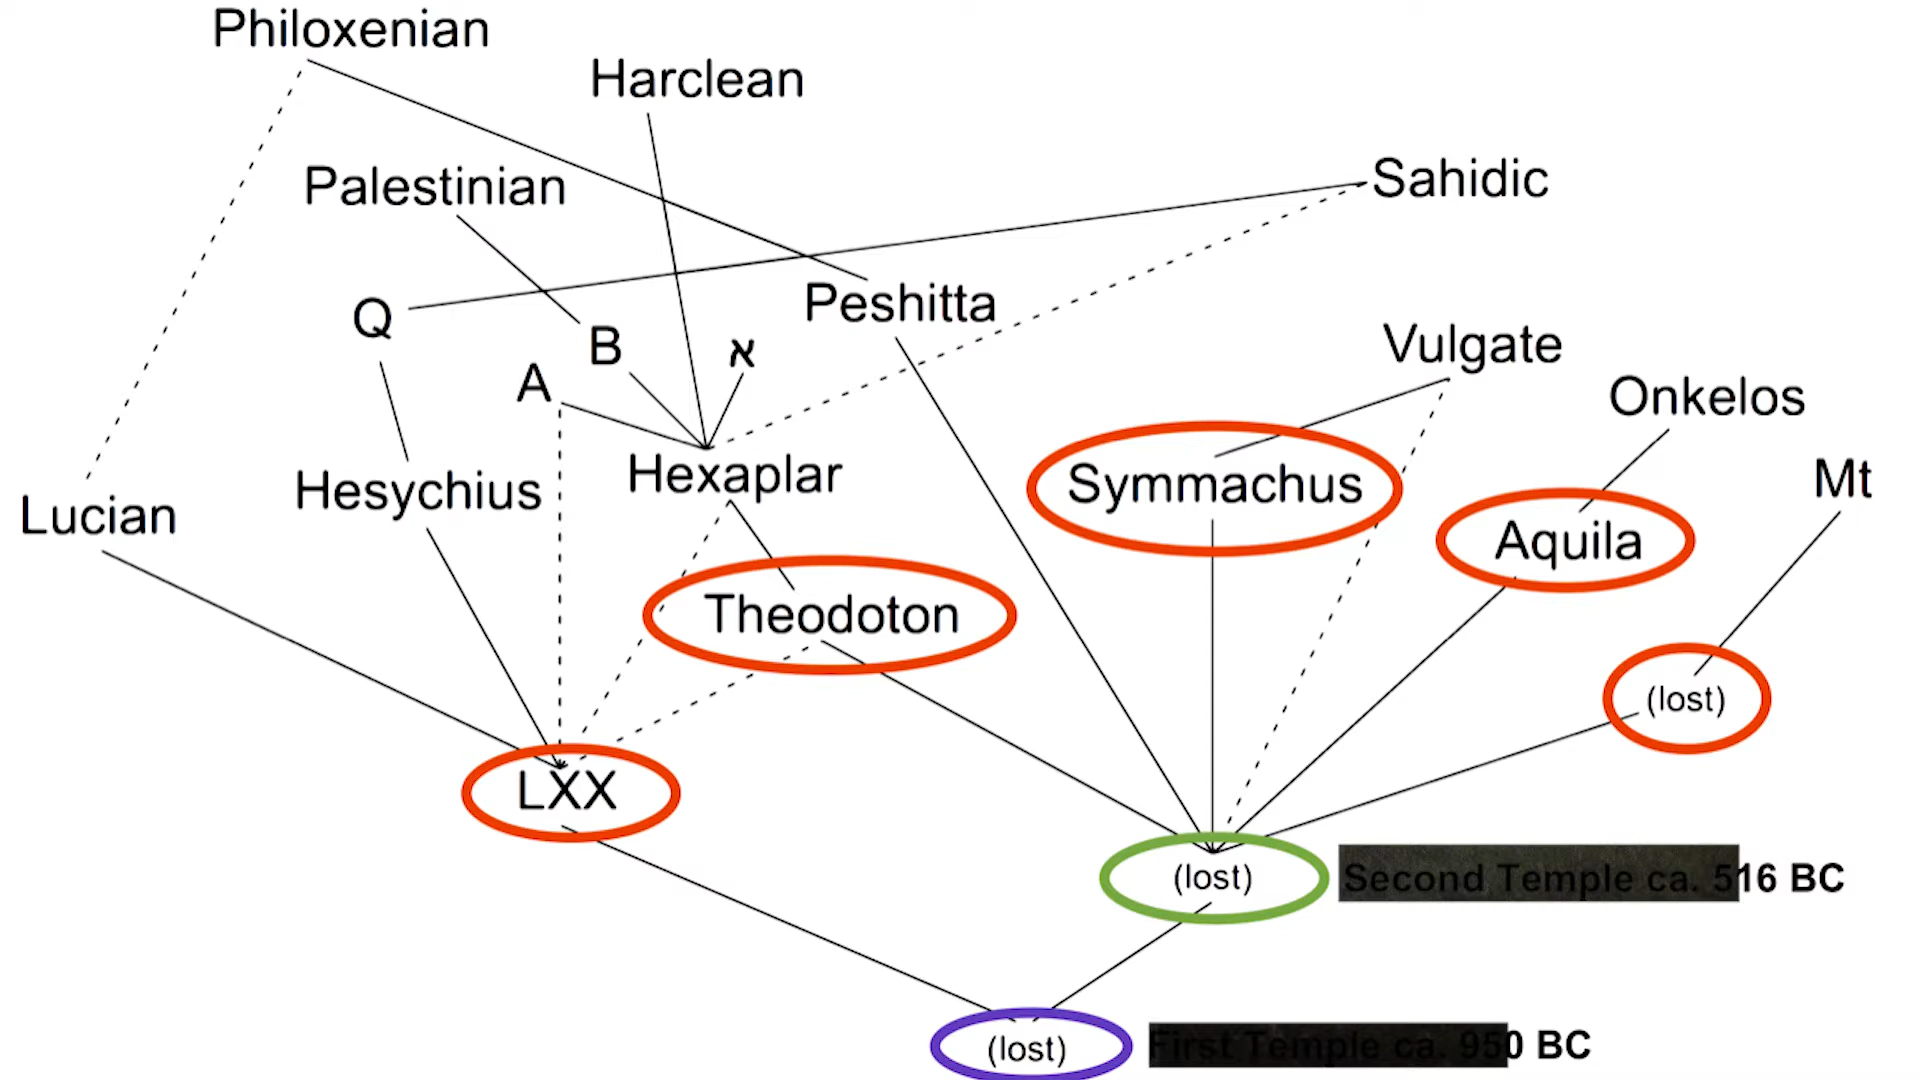 Philoxenian
Harclean
Palestinian
Sahidic
Q
Peshitta
B
א
A
Vulgate
Onkelos
Hesychius
Hexaplar
Symmachus
Mt
Lucian
Aquila
Theodoton
(lost)
LXX
(lost)
Second Temple ca. 516 BC
(lost)
First Temple ca. 950 BC